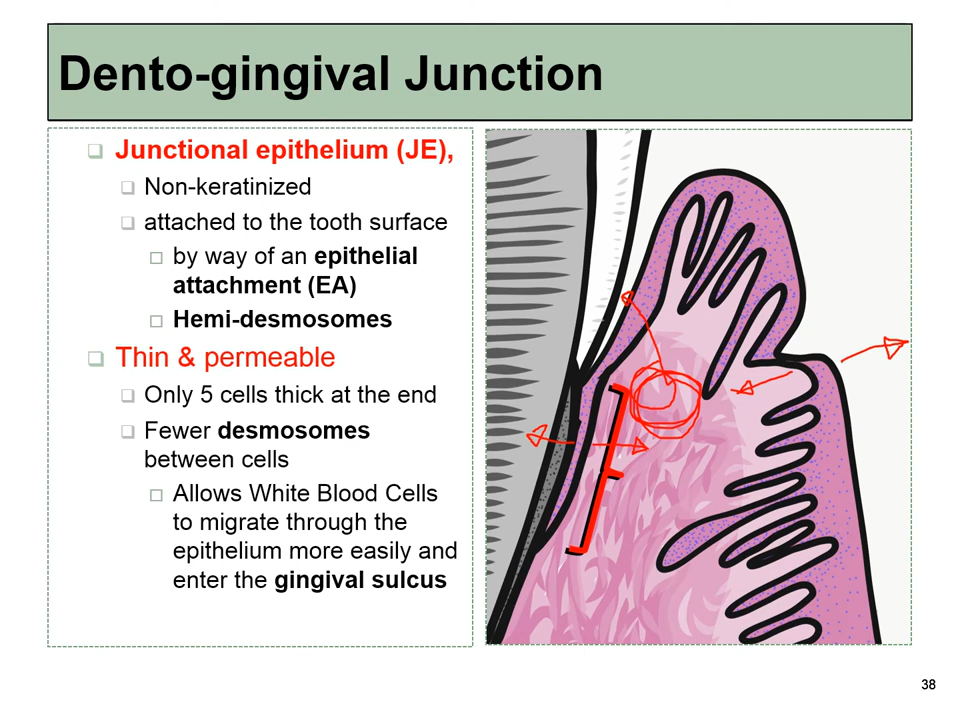 Dento-gingival Junction
Junctional epithelium (JE),
Non-keratinized
attached to the tooth surface
by way of an epithelial
attachment (EA)
Hemi-desmosomes
Thin & permeable
Only 5 cells thick at the end
Fewer desmosomes
between cells
Allows White Blood Cells
to migrate through the
epithelium more easily and
enter the gingival sulcus
38